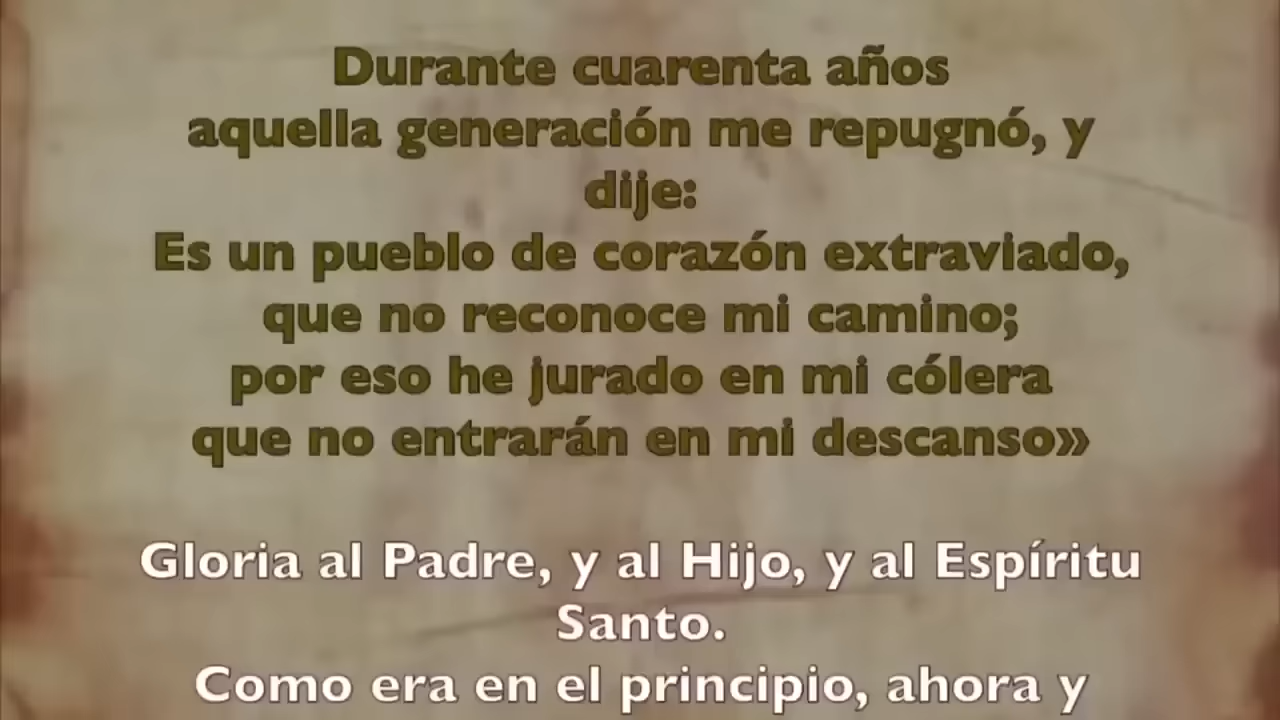 Durante cuarenta años
aquella generación me repugnó, y
dije:
Es un pueblo de corazón extraviado,
que no reconoce mi camino;
por eso he jurado en mi cólera
que no entrarán en mi descanso»
Gloria al Padre, y al Hijo, y al Espíritu
Santo.
Como era en el principio, ahora y